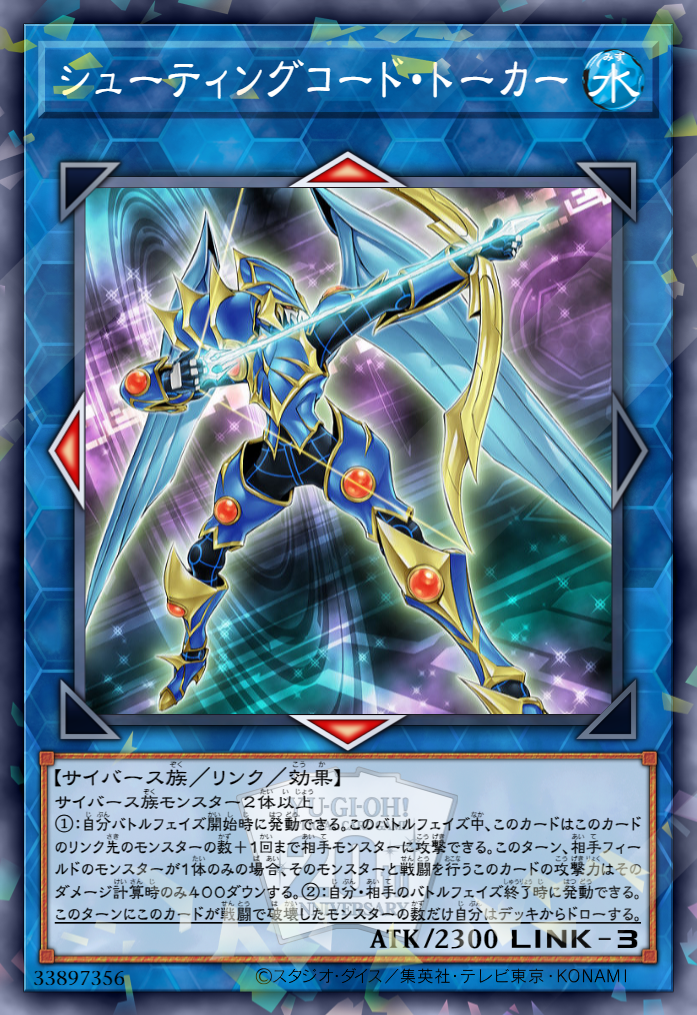 シューティングコード・トーカー 水
【サイバース族／リンク／効果】
サイバース族モンスター２体以上
①：自分バトルフェイズ開始時に発動できる。このバトルフェイズ中、このカードはこのカード
のリンク先のモンスターの数＋１回まで相手モンスターに攻撃できる。このターン、相手フィー
ルドのモンスターが１体のみの場合、そのモンスターと戦闘を行うこのカードの攻撃力はその
ダメージ計算時のみ４００ダウンする。②：自分・相手のバトルフェイズ終了時に発動できる。
このターンにこのカードが戦闘で破壊したモンスターの数だけ自分はデッキからドローする。
ATK/2300 LINK－3
33897356 ©スタジオ・ダイス／集英社・テレビ東京・KONAMI
YU-GI-OH!
ANNIVERSARY